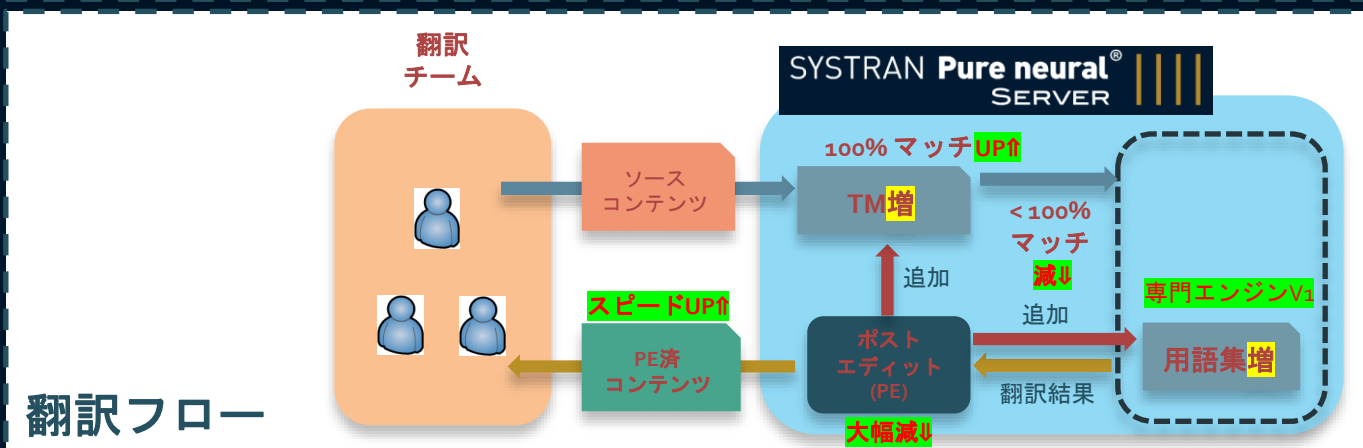 翻訳
チーム
SYSTRAN Pure neural®
SERVER
100% マッチUP⇑
ソース
コンテンツ
TM増
< 100%
マッチ
減⇓
追加
スピードUP⇑
専門エンジンV1
追加
ポスト
エディット
(PE)
PE済
コンテンツ
用語集増
翻訳結果
翻訳フロー
大幅減⇓